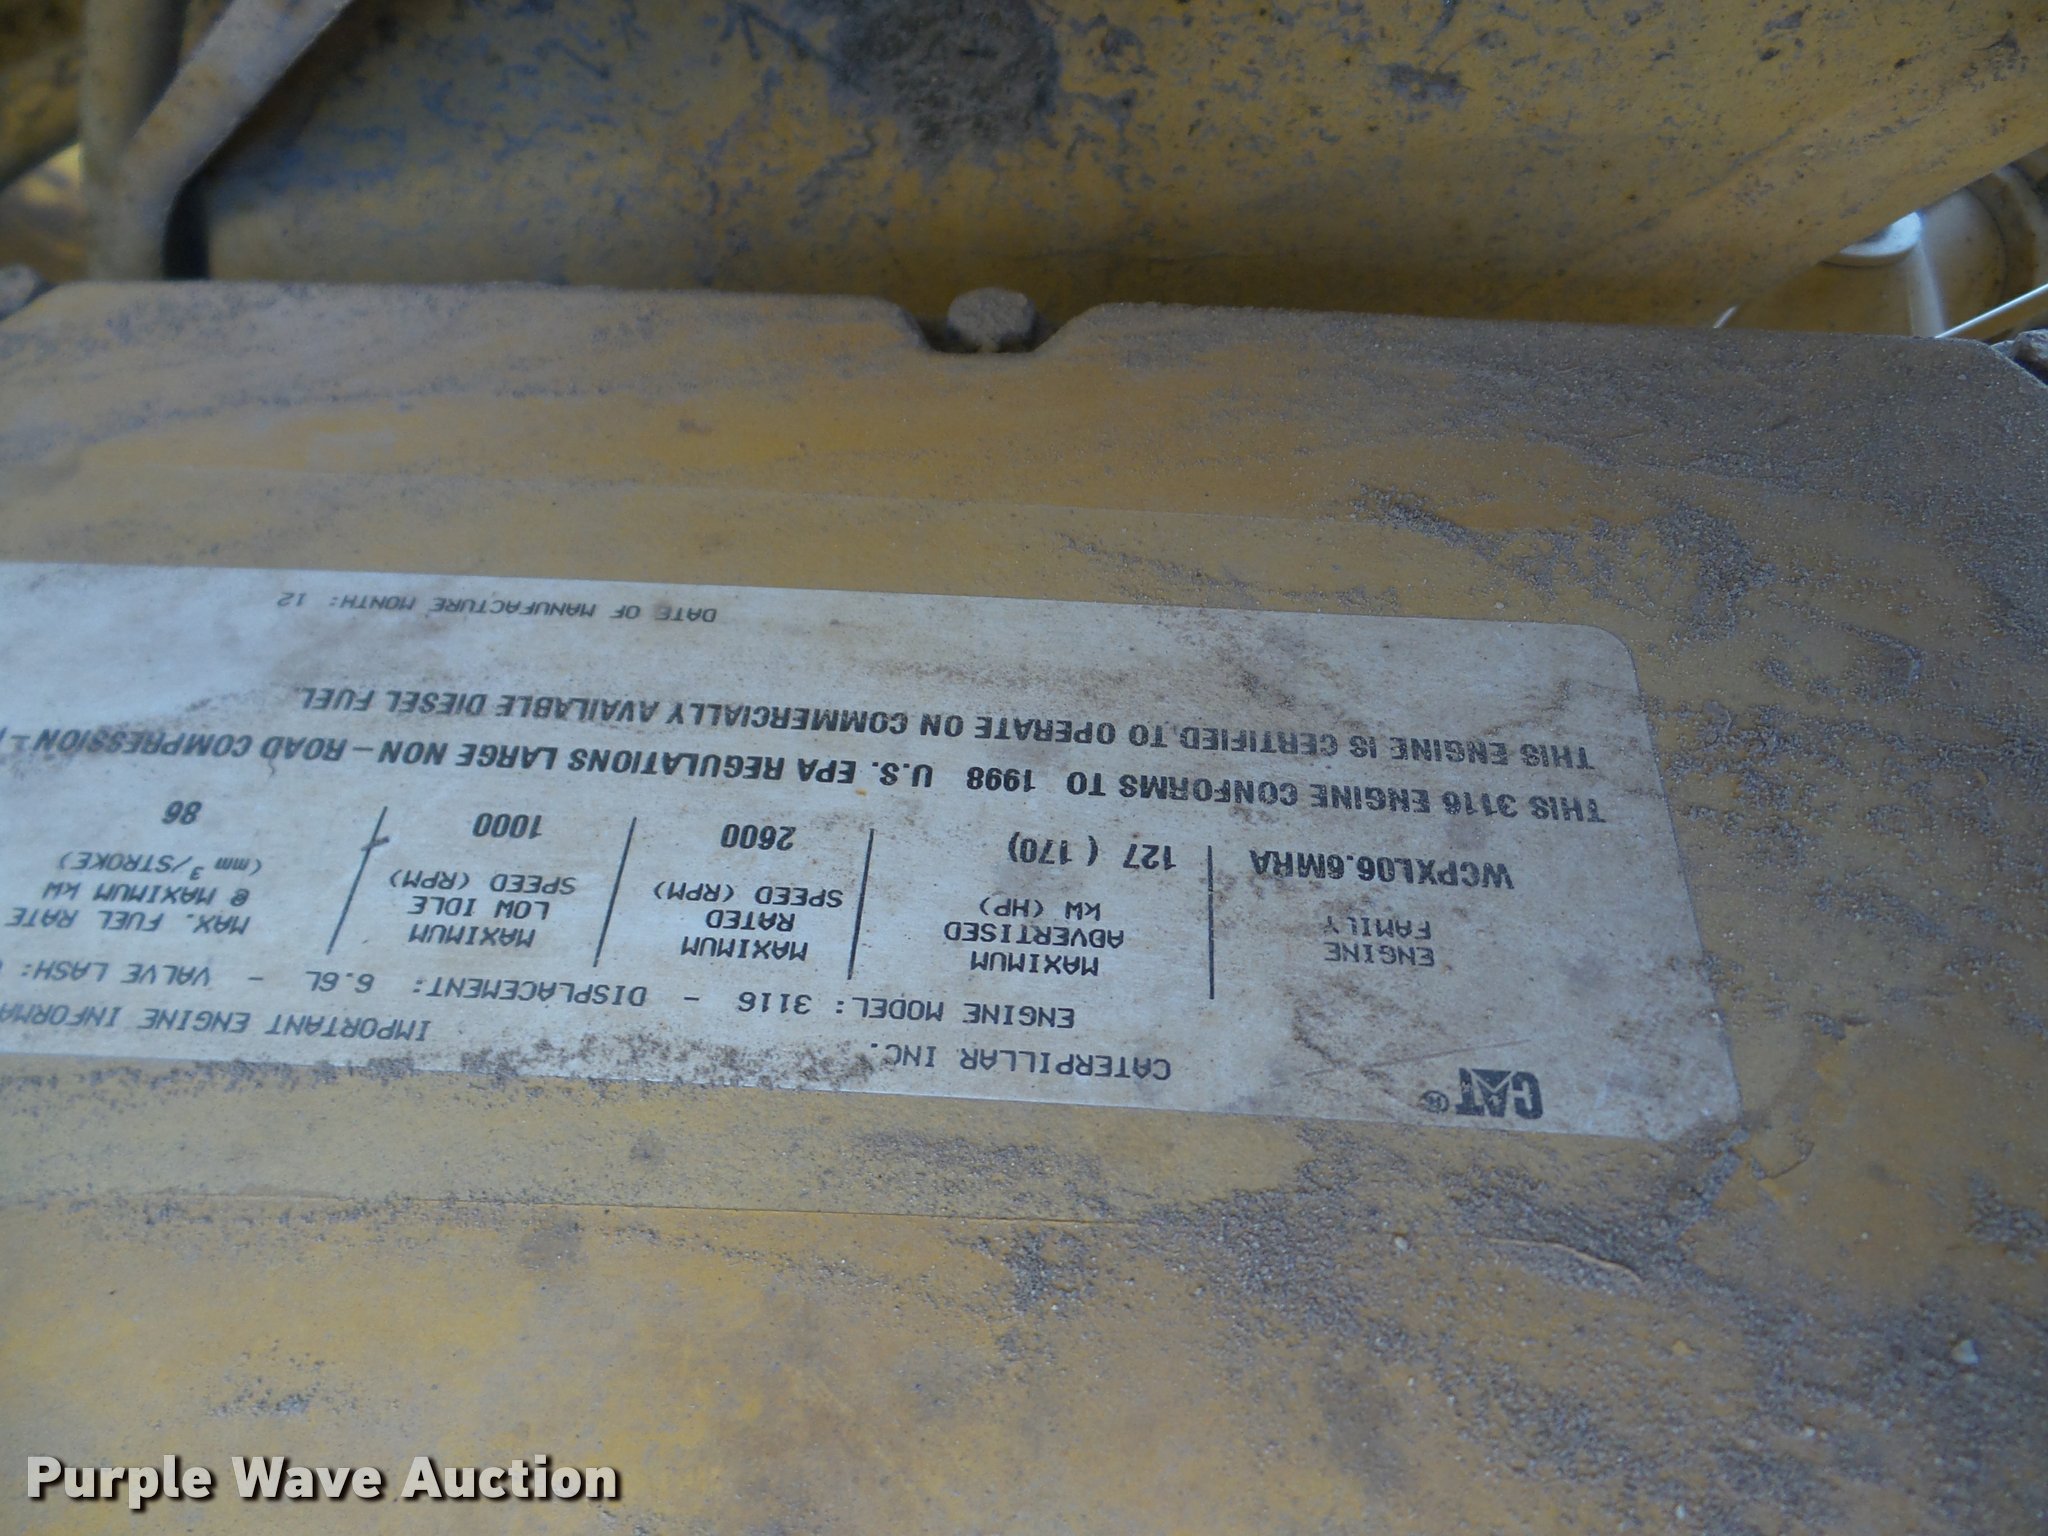 CAT®
CATERPILLAR INC. IMPORTANT ENGINE
ENGINE MODEL: 3116 - DISPLACEMENT: 6.6L - VALVE LASH:
ENGINE FAMILY
WCPXL06.6MRA
MAXIMUM ADVERTISED KW (HP)
127 ( 170)
MAXIMUM RATED SPEED (RPM)
2600
MAXIMUM LOW IDLE SPEED (RPM)
1000
MAX. FUEL RATE @ MAXIMUM KW (mm³/STROKE)
86
THIS 3116 ENGINE CONFORMS TO 1998 U.S. EPA REGULATIONS LARGE NON-ROAD COMPRESSION-
THIS ENGINE IS CERTIFIED TO OPERATE ON COMMERCIALLY AVAILABLE DIESEL FUEL.
DATE OF MANUFACTURE MONTH: 12
Purple Wave Auction